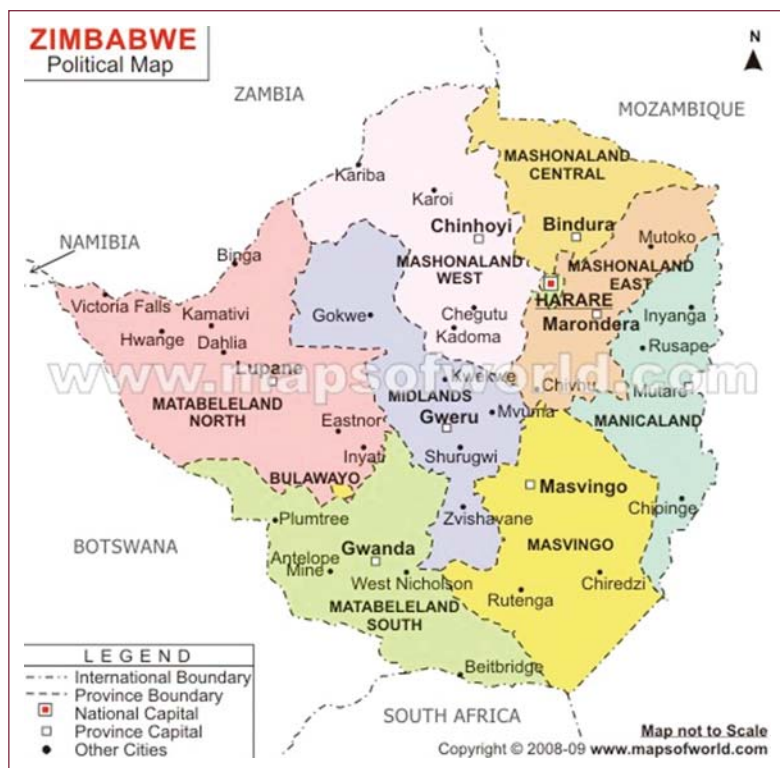 ZIMBABWE
Political Map
N
ZAMBIA
MOZAMBIQUE
MASHONALAND
CENTRAL
Kariba
Karoi
Chinhoyi
Bindura
Mutoko
NAMIBIA
Binga
MASHONALAND
WEST
MASHONALAND
EAST
HARARE
Victoria Falls
Kamativi
Gokwe
Chegutu
Marondera
Inyanga
Hwange
Dahlia
Kadoma
Rusape
www.mapsofworld.com
Lupane
Kwekwe
Chivhu
Mutare
MATABELELAND
NORTH
MIDLANDS
Gweru
Mvuma
MANICALAND
Eastnor
Inyati
Shurugwi
BULAWAYO
Masvingo
Plumtree
Zvishavane
Chipinge
BOTSWANA
Antelope
Mine
Gwanda
MASVINGO
West Nicholson
Chiredzi
MATABELELAND
SOUTH
Rutenga
Beitbridge
SOUTH AFRICA
LEGEND
International Boundary
Province Boundary
National Capital
Province Capital
Other Cities
Map not to Scale
Copyright © 2008-09 www.mapsofworld.com